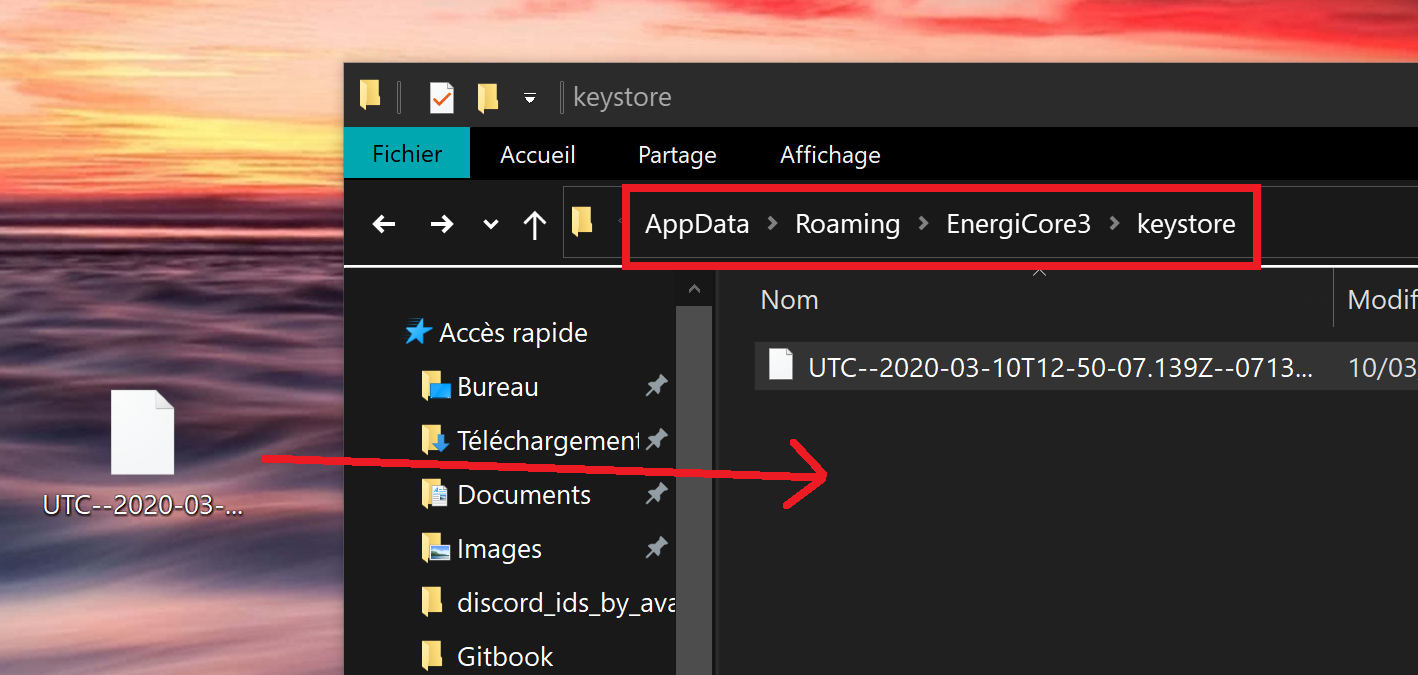 keystore
Fichier Accueil Partage Affichage
AppData Roaming EnergiCore3 keystore
Nom Modif
Accès rapide
UTC--2020-03-10T12-50-07.139Z--0713... 10/03
Bureau
Téléchargement
Documents
UTC--2020-03-...
Images
discord_ids_by_ava
Gitbook